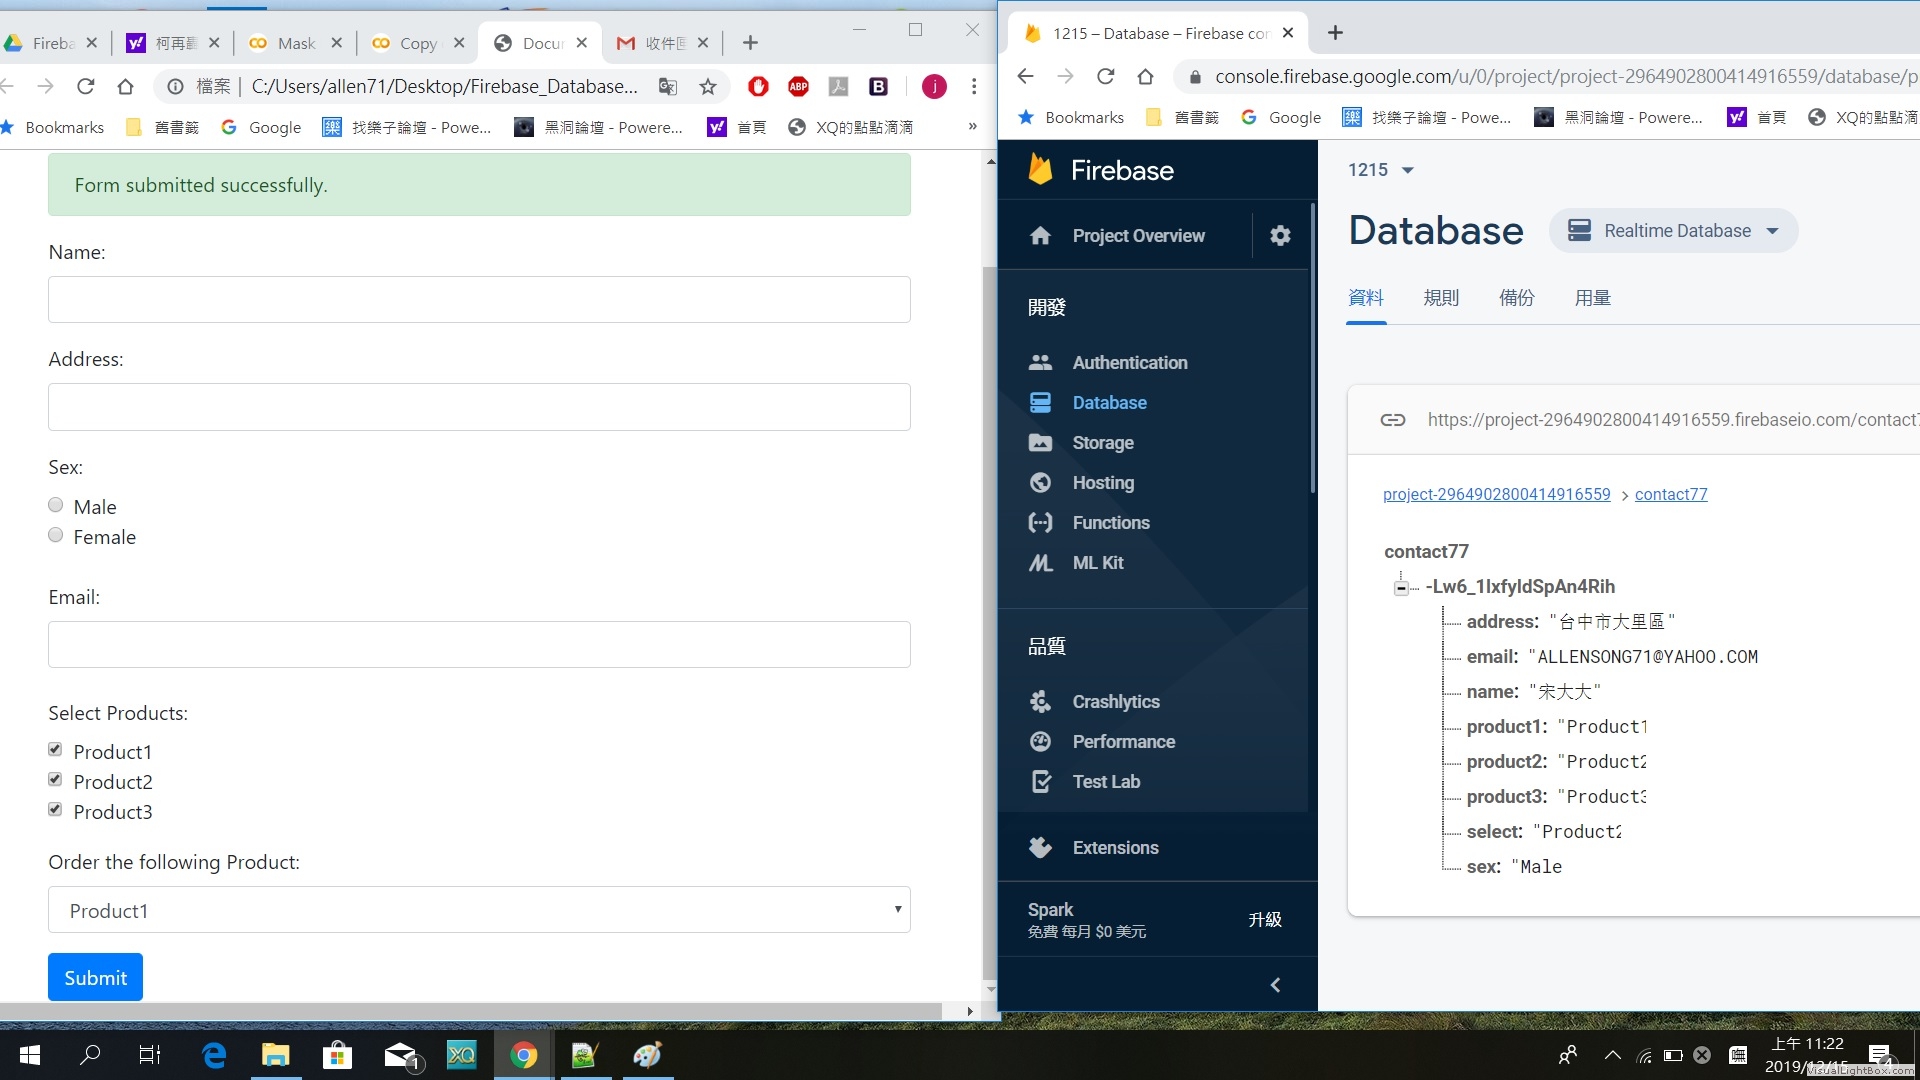 Fireba
柯再
Mask
Copy
Docur
收件
1215 – Database – Firebase con
檔案
C:/Users/allen71/Desktop/Firebase_Database...
console.firebase.google.com/u/0/project/project-2964902800414916559/database/p
Bookmarks
舊書籤
Google
找樂子論壇 - Powe...
黑洞論壇 - Powere...
首頁
XQ的點點滴滴
»
Bookmarks
舊書籤
Google
找樂子論壇 - Powe...
黑洞論壇 - Powere...
首頁
XQ的點點滴
Form submitted successfully.
Name:
Address:
Sex:
Male
Female
Email:
Select Products:
Product1
Product2
Product3
Order the following Product:
Product1
Submit
Firebase
Project Overview
開發
Authentication
Database
Storage
Hosting
Functions
ML Kit
品質
Crashlytics
Performance
Test Lab
Extensions
Spark
免費 每月 $0 美元
升級
1215
Database
Realtime Database
資料
規則
備份
用量
https://project-2964902800414916559.firebaseio.com/contact7
project-2964902800414916559 > contact77
contact77
-Lw6_1lxfyldSpAn4Rih
address: "台中市大里區"
email: "ALLENSONG71@YAHOO.COM
name: "宋大大"
product1: "Product1
product2: "Product2
product3: "Product3
select: "Product2
sex: "Male
上午 11:22
2019/12/15
VisualLightBox.com